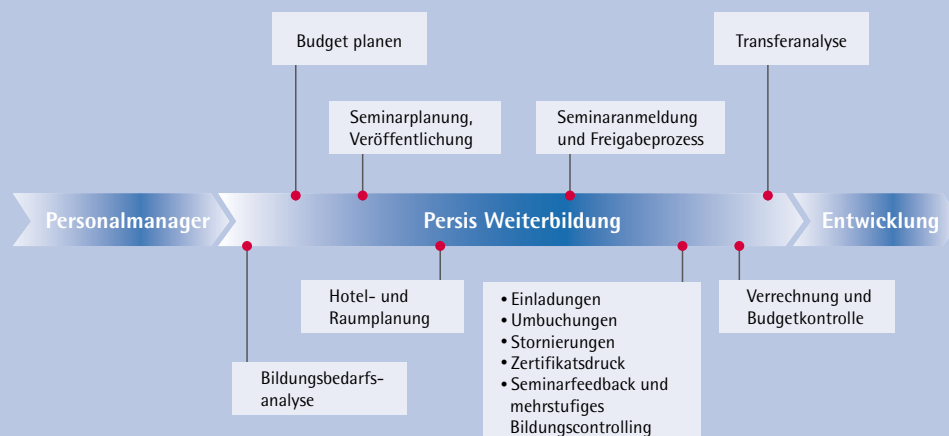 Budget planen
Transferanalyse
Seminarplanung,
Veröffentlichung
Seminaranmeldung
und Freigabeprozess
Personalmanager
Persis Weiterbildung
Entwicklung
Hotel- und
Raumplanung
• Einladungen
• Umbuchungen
• Stornierungen
• Zertifikatsdruck
• Seminarfeedback und
mehrstufiges
Bildungscontrolling
Verrechnung und
Budgetkontrolle
Bildungsbedarfs-
analyse